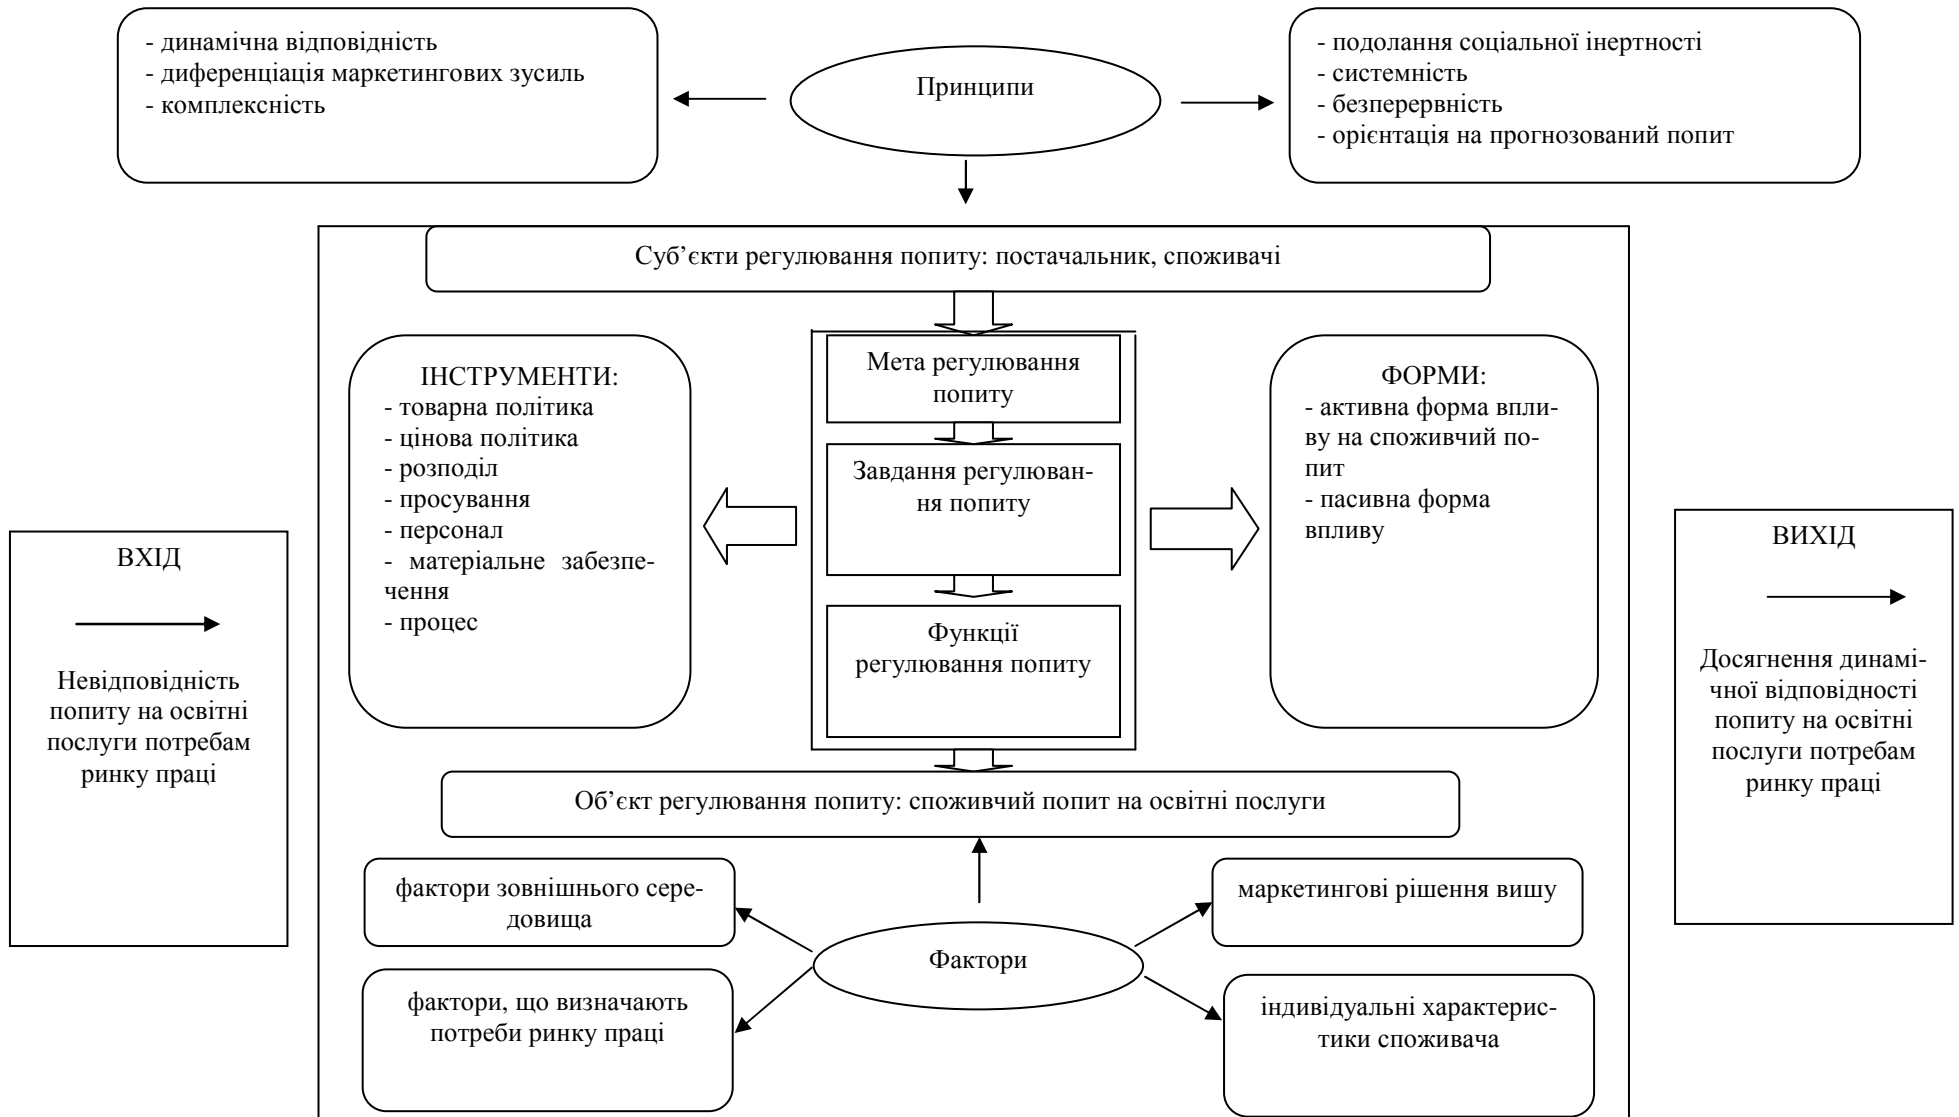 - динамічна відповідність
- диференціація маркетингових зусиль
- комплексність
Принципи
- подолання соціальної інертності
- системність
- безперервність
- орієнтація на прогнозований попит
Суб’єкти регулювання попиту: постачальник, споживачі
ІНСТРУМЕНТИ:
- товарна політика
- цінова політика
- розподіл
- просування
- персонал
- матеріальне забезпе-
чення
- процес
Мета регулювання
попиту
Завдання регулюван-
ня попиту
Функції
регулювання попиту
ФОРМИ:
- активна форма впли-
ву на споживчий по-
пит
- пасивна форма
впливу
ВХІД
Невідповідність
попиту на освітні
послуги потребам
ринку праці
ВИХІД
Досягнення динамі-
чної відповідності
попиту на освітні
послуги потребам
ринку праці
Об’єкт регулювання попиту: споживчий попит на освітні послуги
фактори зовнішнього сере-
довища
маркетингові рішення вишу
Фактори
фактори, що визначають
потреби ринку праці
індивідуальні характерис-
тики споживача